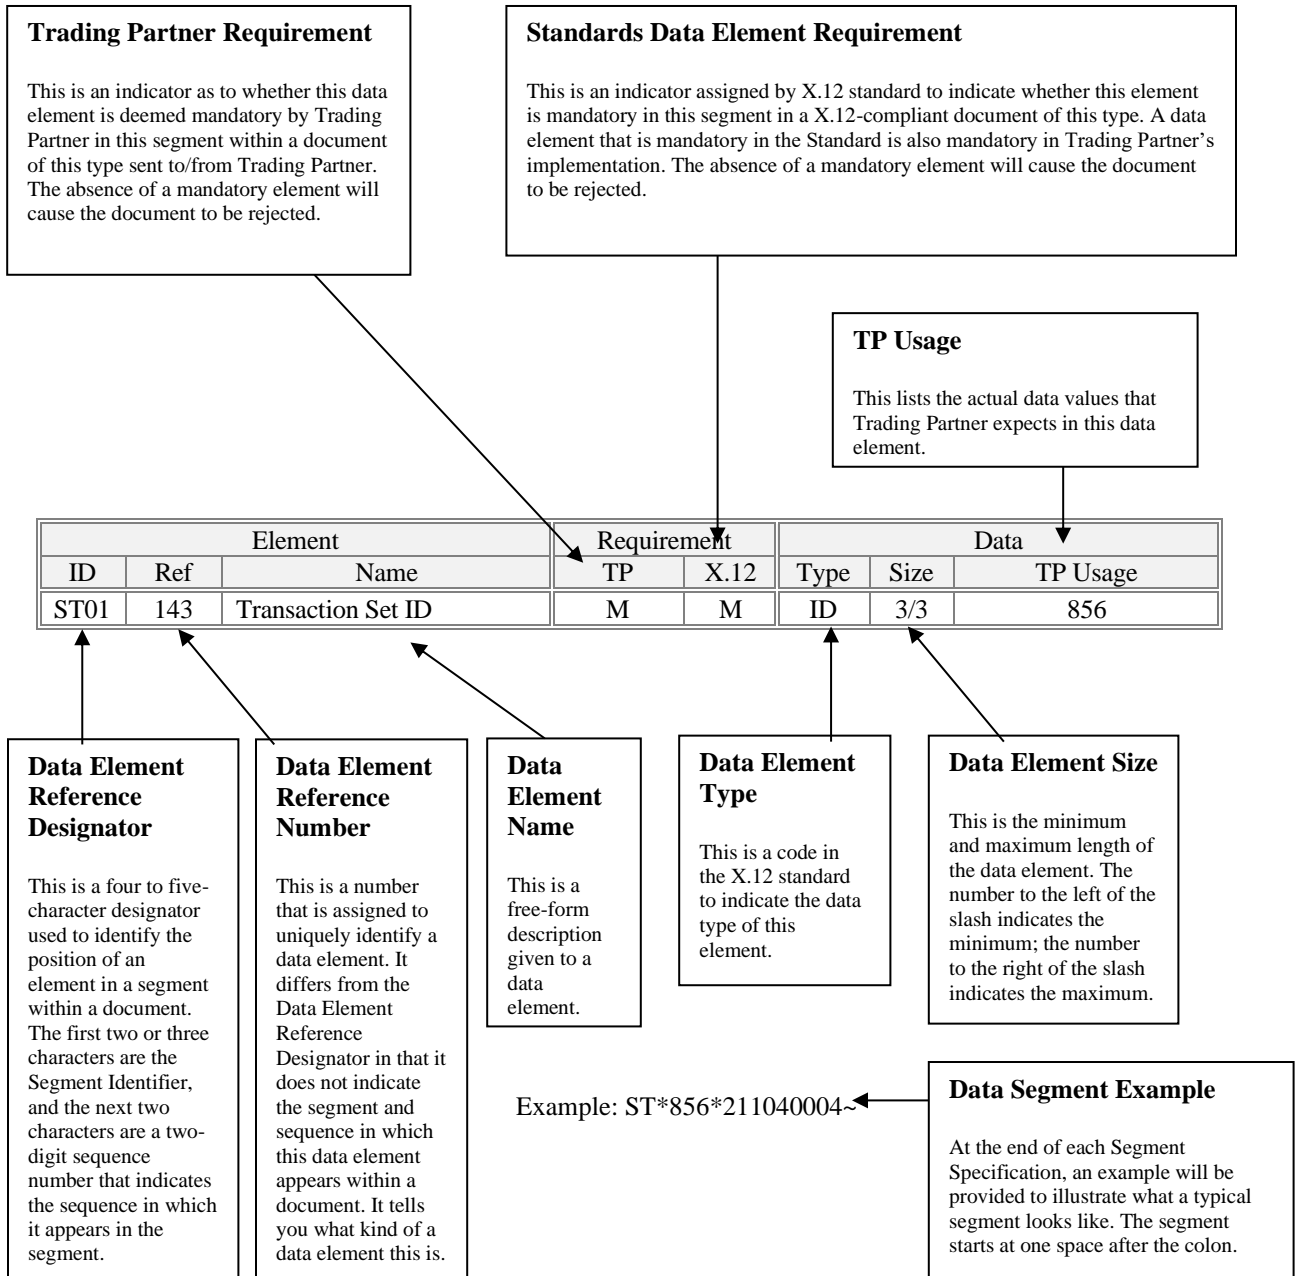 Trading Partner Requirement
This is an indicator as to whether this data
element is deemed mandatory by Trading
Partner in this segment within a document
of this type sent to/from Trading Partner.
The absence of a mandatory element will
cause the document to be rejected.
Standards Data Element Requirement
This is an indicator assigned by X.12 standard to indicate whether this element
is mandatory in this segment in a X.12-compliant document of this type. A data
element that is mandatory in the Standard is also mandatory in Trading Partner’s
implementation. The absence of a mandatory element will cause the document
to be rejected.
TP Usage
This lists the actual data values that
Trading Partner expects in this data
element.
Element Requirement Data
ID Ref Name TP X.12 Type Size TP Usage
ST01 143 Transaction Set ID M M ID 3/3 856
Data Element
Reference
Designator
This is a four to five-
character designator
used to identify the
position of an
element in a segment
within a document.
The first two or three
characters are the
Segment Identifier,
and the next two
characters are a two-
digit sequence
number that indicates
the sequence in which
it appears in the
segment.
Data Element
Reference
Number
This is a number
that is assigned to
uniquely identify a
data element. It
differs from the
Data Element
Reference
Designator in that it
does not indicate
the segment and
sequence in which
this data element
appears within a
document. It tells
you what kind of a
data element this is.
Data
Element
Name
This is a
free-form
description
given to a
data
element.
Data Element
Type
This is a code in
the X.12 standard
to indicate the data
type of this
element.
Data Element Size
This is the minimum
and maximum length of
the data element. The
number to the left of the
slash indicates the
minimum; the number
to the right of the slash
indicates the maximum.
Example: ST*856*211040004~
Data Segment Example
At the end of each Segment
Specification, an example will be
provided to illustrate what a typical
segment looks like. The segment
starts at one space after the colon.